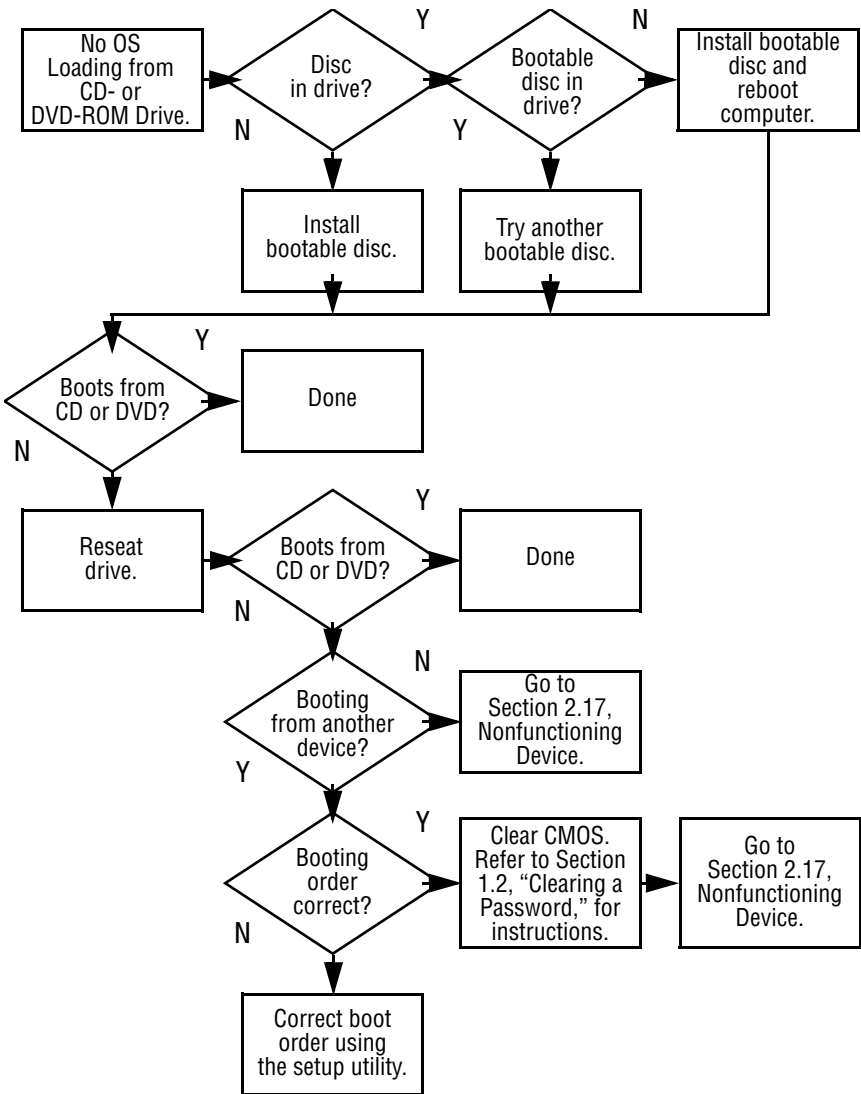 No OS
Loading from
CD- or
DVD-ROM Drive.
Disc
in drive?
Y
N
Bootable
disc in
drive?
N
Y
Install bootable
disc and
reboot
computer.
Install
bootable disc.
Try another
bootable disc.
Boots from
CD or DVD?
Y
N
Done
Reseat
drive.
Boots from
CD or DVD?
Y
N
Done
Booting
from another
device?
N
Y
Go to
Section 2.17,
Nonfunctioning
Device.
Booting
order
correct?
Y
N
Clear CMOS.
Refer to Section
1.2, “Clearing a
Password,” for
instructions.
Go to
Section 2.17,
Nonfunctioning
Device.
Correct boot
order using
the setup utility.